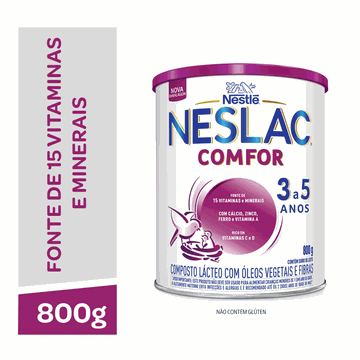 FONTE DE 15 VITAMINAS
E MINERAIS
800g
NOVA
Nestlé
NESLAC
COMFOR
FONTE DE
15 VITAMINAS E MINERAIS
COM CÁLCIO, ZINCO,
FERRO E VITAMINA A
RICO EM
VITAMINAS C e D
3 a 5
ANOS
800g
COMPOSTO LÁCTEO COM ÓLEOS VEGETAIS E FIBRAS
NÃO CONTÉM GLÚTEN